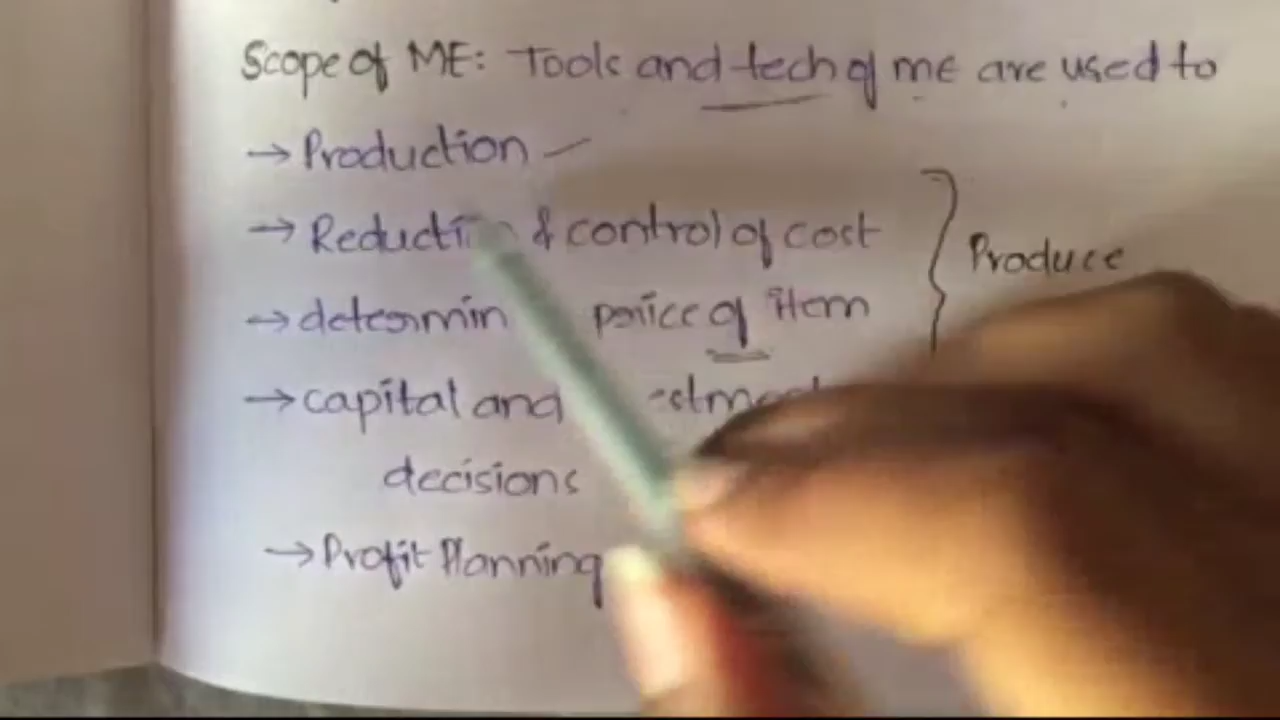 Scope of ME: Tools and tech of me are used to
→ Production
→ Reduction & control of cost
→ determin price of item
Produce
→ capital and
decisions
→ Profit Planning